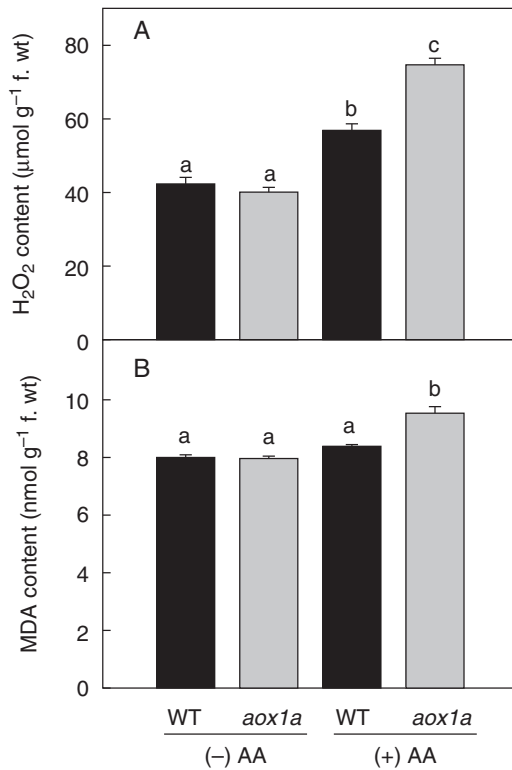 A
H₂O₂ content (μmol g⁻¹ f. wt)
80
60
40
20
0
a
a
b
c
B
MDA content (nmol g⁻¹ f. wt)
10
8
6
4
2
0
a
a
a
b
WT aox1a WT aox1a
(–) AA (+) AA